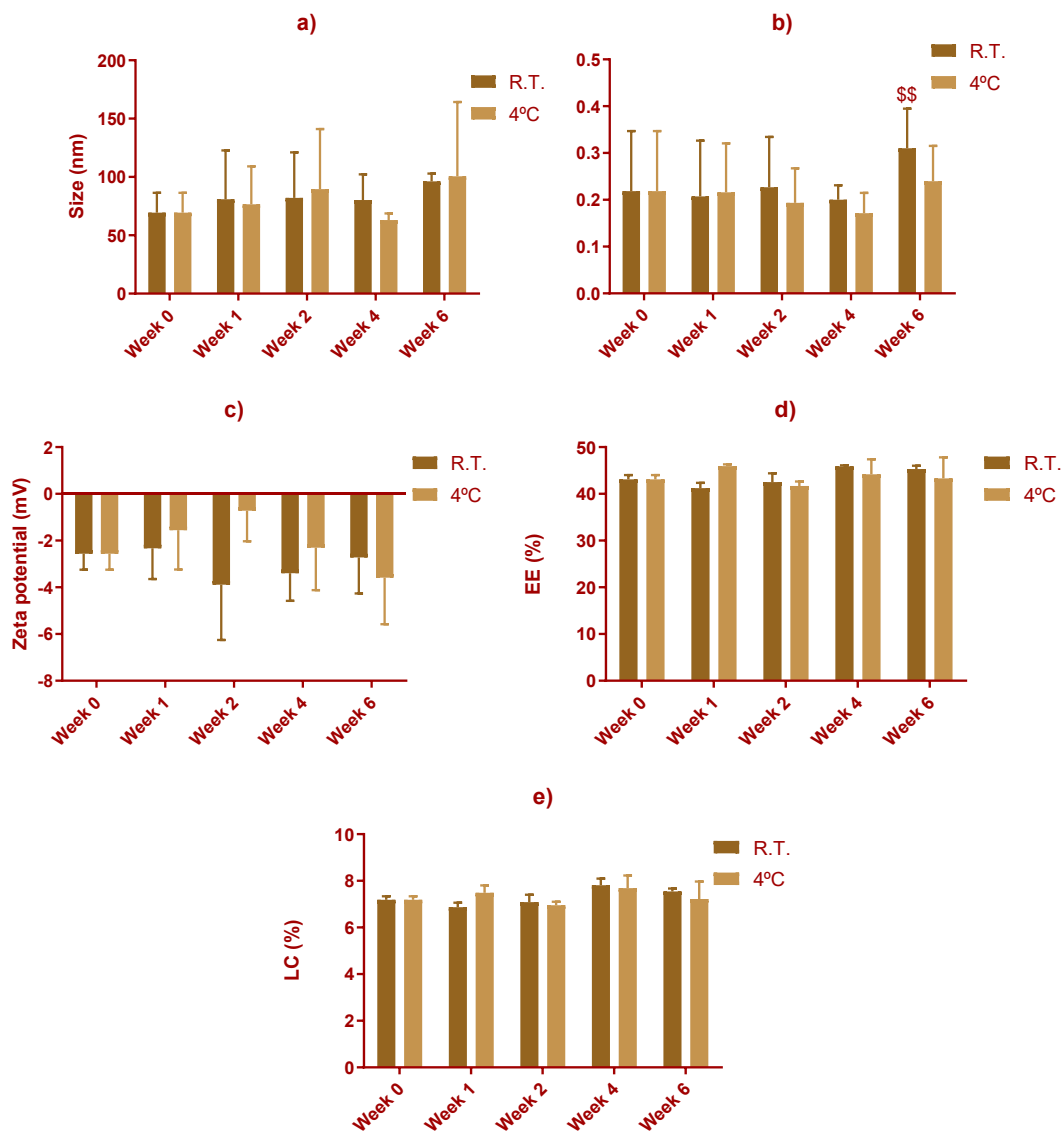 a)
200
150
100
50
0
Size (nm)
R.T.
4ºC
Week 0
Week 1
Week 2
Week 4
Week 6
b)
0.5
0.4
0.3
0.2
0.1
0.0
$$
R.T.
4ºC
Week 0
Week 1
Week 2
Week 4
Week 6
c)
2
0
-2
-4
-6
-8
Zeta potential (mV)
R.T.
4ºC
Week 0
Week 1
Week 2
Week 4
Week 6
d)
50
40
30
20
10
0
EE (%)
R.T.
4ºC
Week 0
Week 1
Week 2
Week 4
Week 6
e)
10
8
6
4
2
0
LC (%)
R.T.
4ºC
Week 0
Week 1
Week 2
Week 4
Week 6